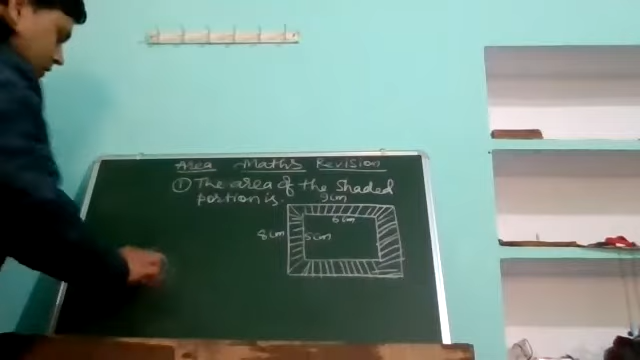 Area Maths Revision
① The area of the shaded
portion is.
9cm
6cm
8cm
5cm